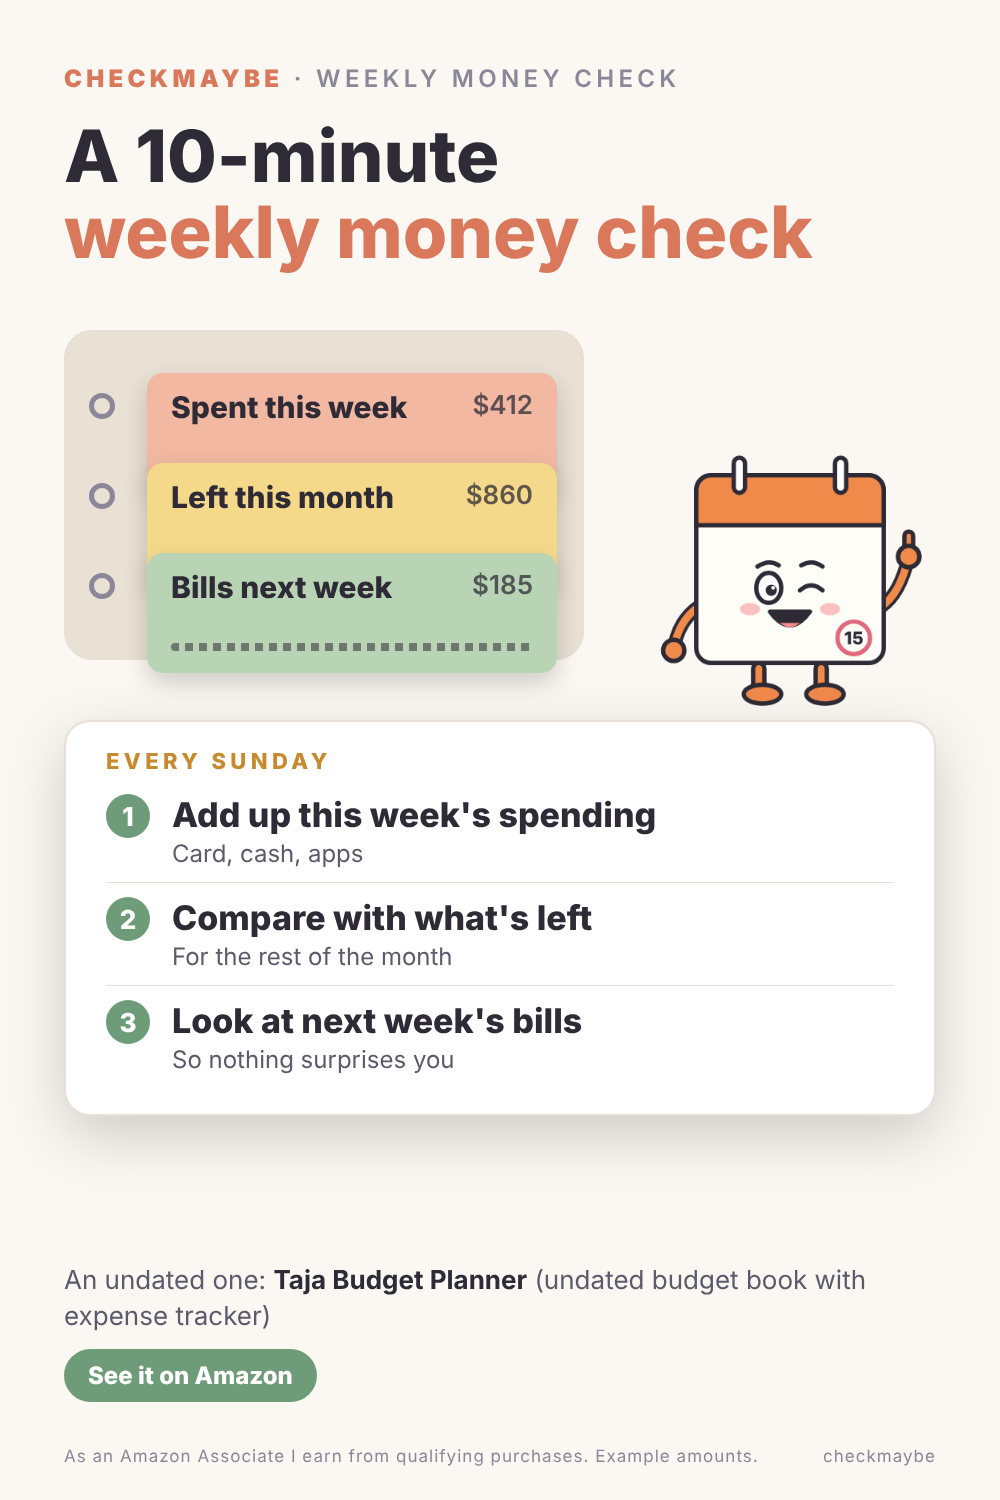 CHECKMAYBE · WEEKLY MONEY CHECK
A 10-minute
weekly money check
Spent this week $412
Left this month $860
Bills next week $185
15
EVERY SUNDAY
1 Add up this week's spending
Card, cash, apps
2 Compare with what's left
For the rest of the month
3 Look at next week's bills
So nothing surprises you
An undated one: Taja Budget Planner (undated budget book with
expense tracker)
See it on Amazon
As an Amazon Associate I earn from qualifying purchases. Example amounts. checkmaybe